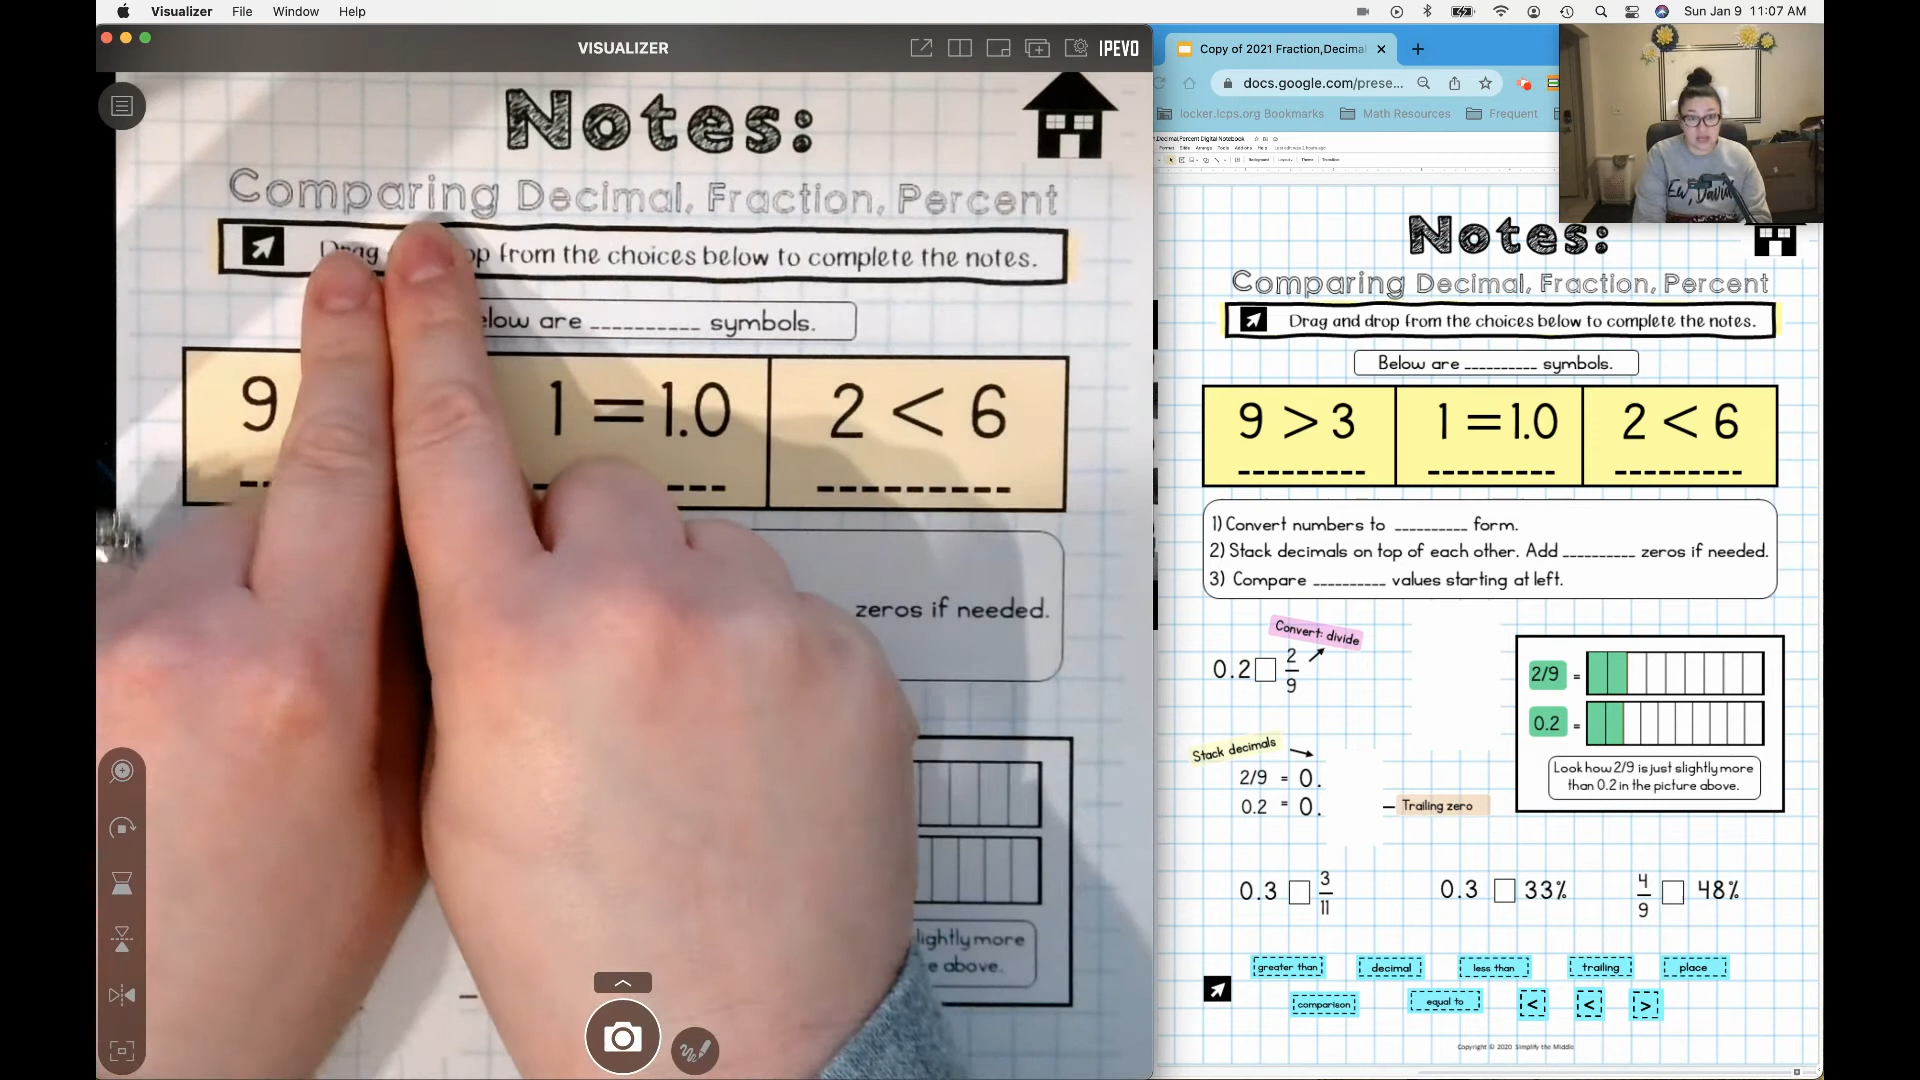 Visualizer File Window Help
Sun Jan 9 11:07 AM
VISUALIZER
IPEVO
Notes:
Comparing Decimal, Fraction, Percent
Drag op from the choices below to complete the notes.
elow are __________ symbols.
9
1 = 1.0
2 < 6
zeros if needed.
lightly more
e above.
Copy of 2021 Fraction,Decimal
docs.google.com/prese...
locker.lcps.org Bookmarks
Math Resources
Frequent
Ew, David
Notes:
Comparing Decimal, Fraction, Percent
Drag and drop from the choices below to complete the notes.
Below are __________ symbols.
9 > 3
1 = 1.0
2 < 6
1) Convert numbers to __________ form.
2) Stack decimals on top of each other. Add __________ zeros if needed.
3) Compare __________ values starting at left.
Convert: divide
0.2 □ 2/9
2/9 =
0.2 =
Look how 2/9 is just slightly more
than 0.2 in the picture above.
Stack decimals
2/9 = 0.
0.2 = 0.
Trailing zero
0.3 □ 3/11
0.3 □ 33%
4/9 □ 48%
greater than
decimal
less than
trailing
place
comparison
equal to
<
<
>
Copyright © 2020 Simplify the Middle